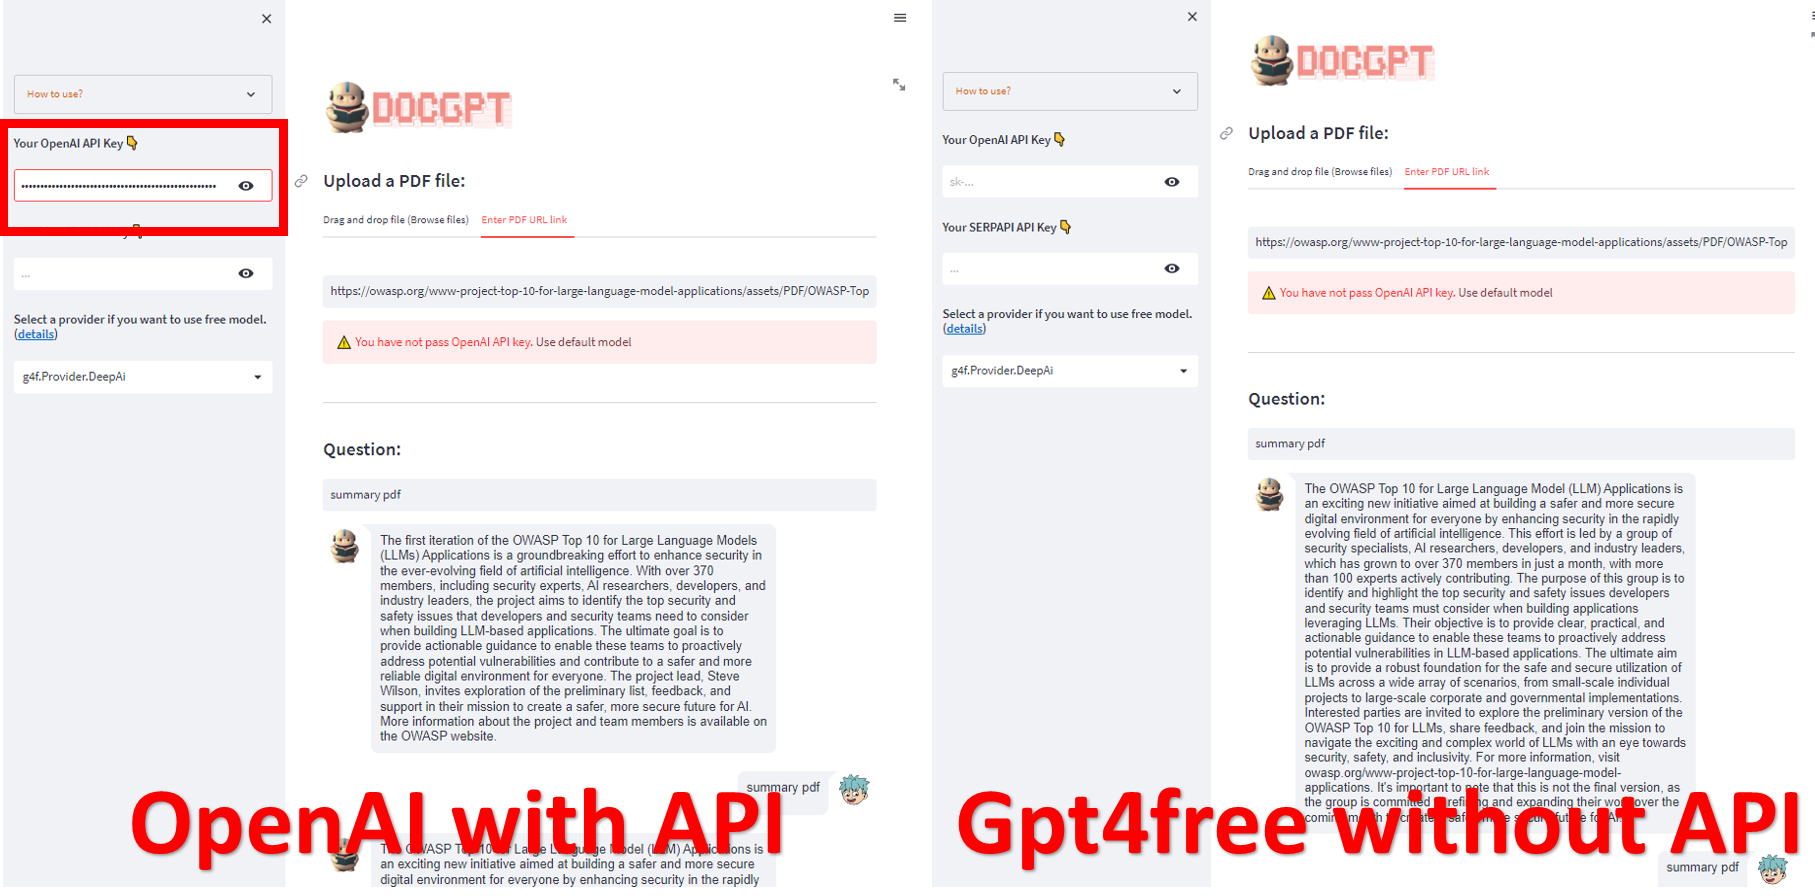 How to use?
Your OpenAI API Key
...
Select a provider if you want to use free model.
(details)
g4f.Provider.DeepAi
DOCGPT
Upload a PDF file:
Drag and drop file (Browse files) Enter PDF URL link
https://owasp.org/www-project-top-10-for-large-language-model-applications/assets/PDF/OWASP-Top
You have not pass OpenAI API key. Use default model
Question:
summary pdf
The first iteration of the OWASP Top 10 for Large Language Models
(LLMs) Applications is a groundbreaking effort to enhance security in
the ever-evolving field of artificial intelligence. With over 370
members, including security experts, AI researchers, developers, and
industry leaders, the project aims to identify the top security and
safety issues that developers and security teams need to consider
when building LLM-based applications. The ultimate goal is to
provide actionable guidance to enable these teams to proactively
address potential vulnerabilities and contribute to a safer and more
reliable digital environment for everyone. The project lead, Steve
Wilson, invites exploration of the preliminary list, feedback, and
support in their mission to create a safer, more secure future for AI.
More information about the project and team members is available on
the OWASP website.
summary pdf
OpenAI with API
The OWASP Top 10 for Large Language Model (LLM) Applications is
an exciting new initiative aimed at building a safer and more secure
digital environment for everyone by enhancing security in the rapidly
How to use?
Your OpenAI API Key
sk-...
Your SERPAPI API Key
...
Select a provider if you want to use free model.
(details)
g4f.Provider.DeepAi
DOCGPT
Upload a PDF file:
Drag and drop file (Browse files) Enter PDF URL link
https://owasp.org/www-project-top-10-for-large-language-model-applications/assets/PDF/OWASP-Top
You have not pass OpenAI API key. Use default model
Question:
summary pdf
The OWASP Top 10 for Large Language Model (LLM) Applications is
an exciting new initiative aimed at building a safer and more secure
digital environment for everyone by enhancing security in the rapidly
evolving field of artificial intelligence. This effort is led by a group of
security specialists, AI researchers, developers, and industry leaders,
which has grown to over 370 members in just a month, with more
than 100 experts actively contributing. The purpose of this group is to
identify and highlight the top security and safety issues developers
and security teams must consider when building applications
leveraging LLMs. Their objective is to provide clear, practical, and
actionable guidance to enable these teams to proactively address
potential vulnerabilities in LLM-based applications. The ultimate aim
is to provide a robust foundation for the safe and secure utilization of
LLMs across a wide array of scenarios, from small-scale individual
projects to large-scale corporate and governmental implementations.
Interested parties are invited to explore the preliminary version of the
OWASP Top 10 for LLMs, share feedback, and join the mission to
navigate the exciting and complex world of LLMs with an eye towards
security, safety, and inclusivity. For more information, visit
owasp.org/www-project-top-10-for-large-language-model-
applications. It's important to note that this is not the final version, as
the group is committed refining and expanding their work over the
future for AI.
Gpt4free without API
summary pdf